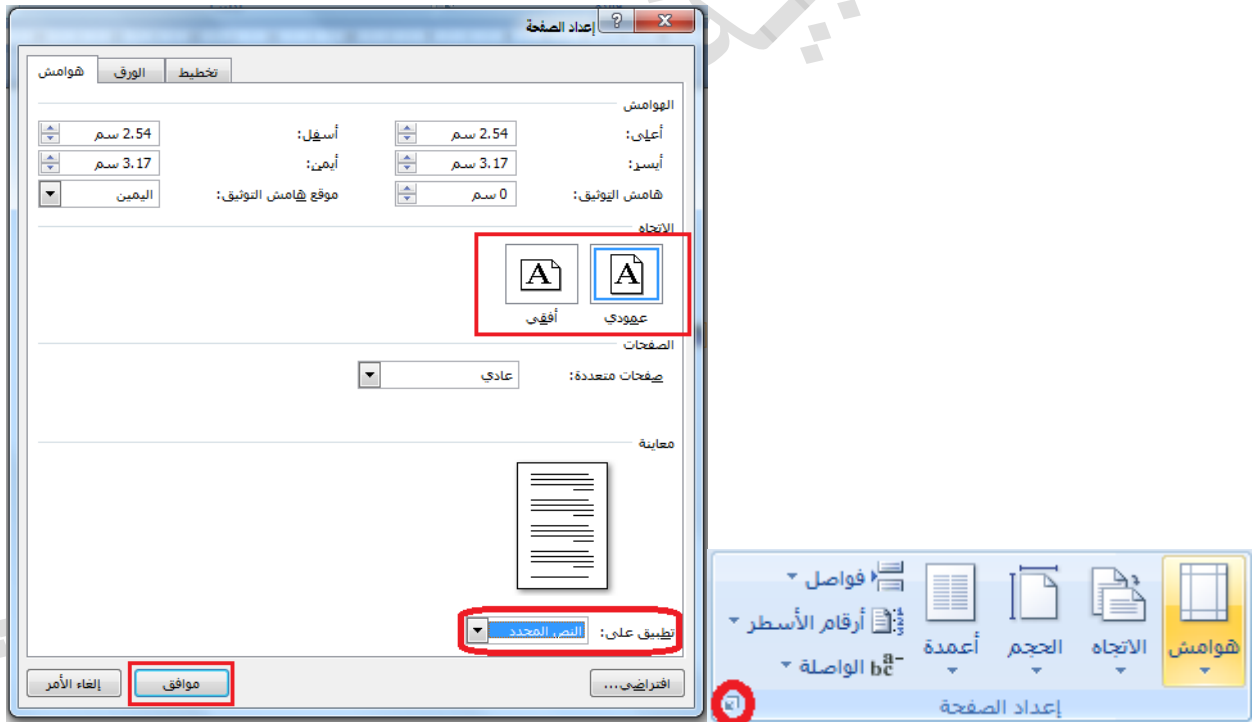 إعداد الصفحة
هوامش الورق تخطيط
الهوامش
أعلى: 2.54 سم أسفل: 2.54 سم
أيسر: 3.17 سم أيمن: 3.17 سم
هامش التوثيق: 0 سم موقع هامش التوثيق: اليمين
الاتجاه
A A
عمودي أفقي
الصفحات
صفحات متعددة: عادي
معاينة
تطبيق على: النص المحدد
افتراضي... موافق إلغاء الأمر
هوامش الاتجاه الحجم أعمدة
فواصل
أرقام الأسطر
الواصلة
إعداد الصفحة